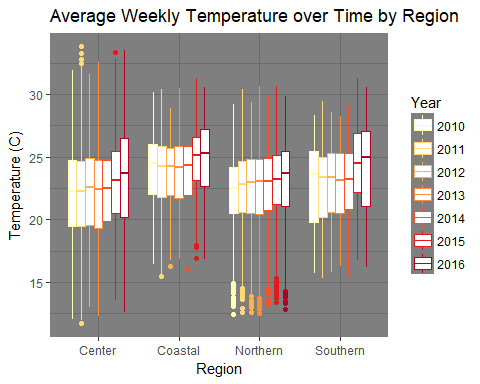 Average Weekly Temperature over Time by Region
Temperature (C)
30
25
20
15
Center
Coastal
Northern
Southern
Region
Year
2010
2011
2012
2013
2014
2015
2016